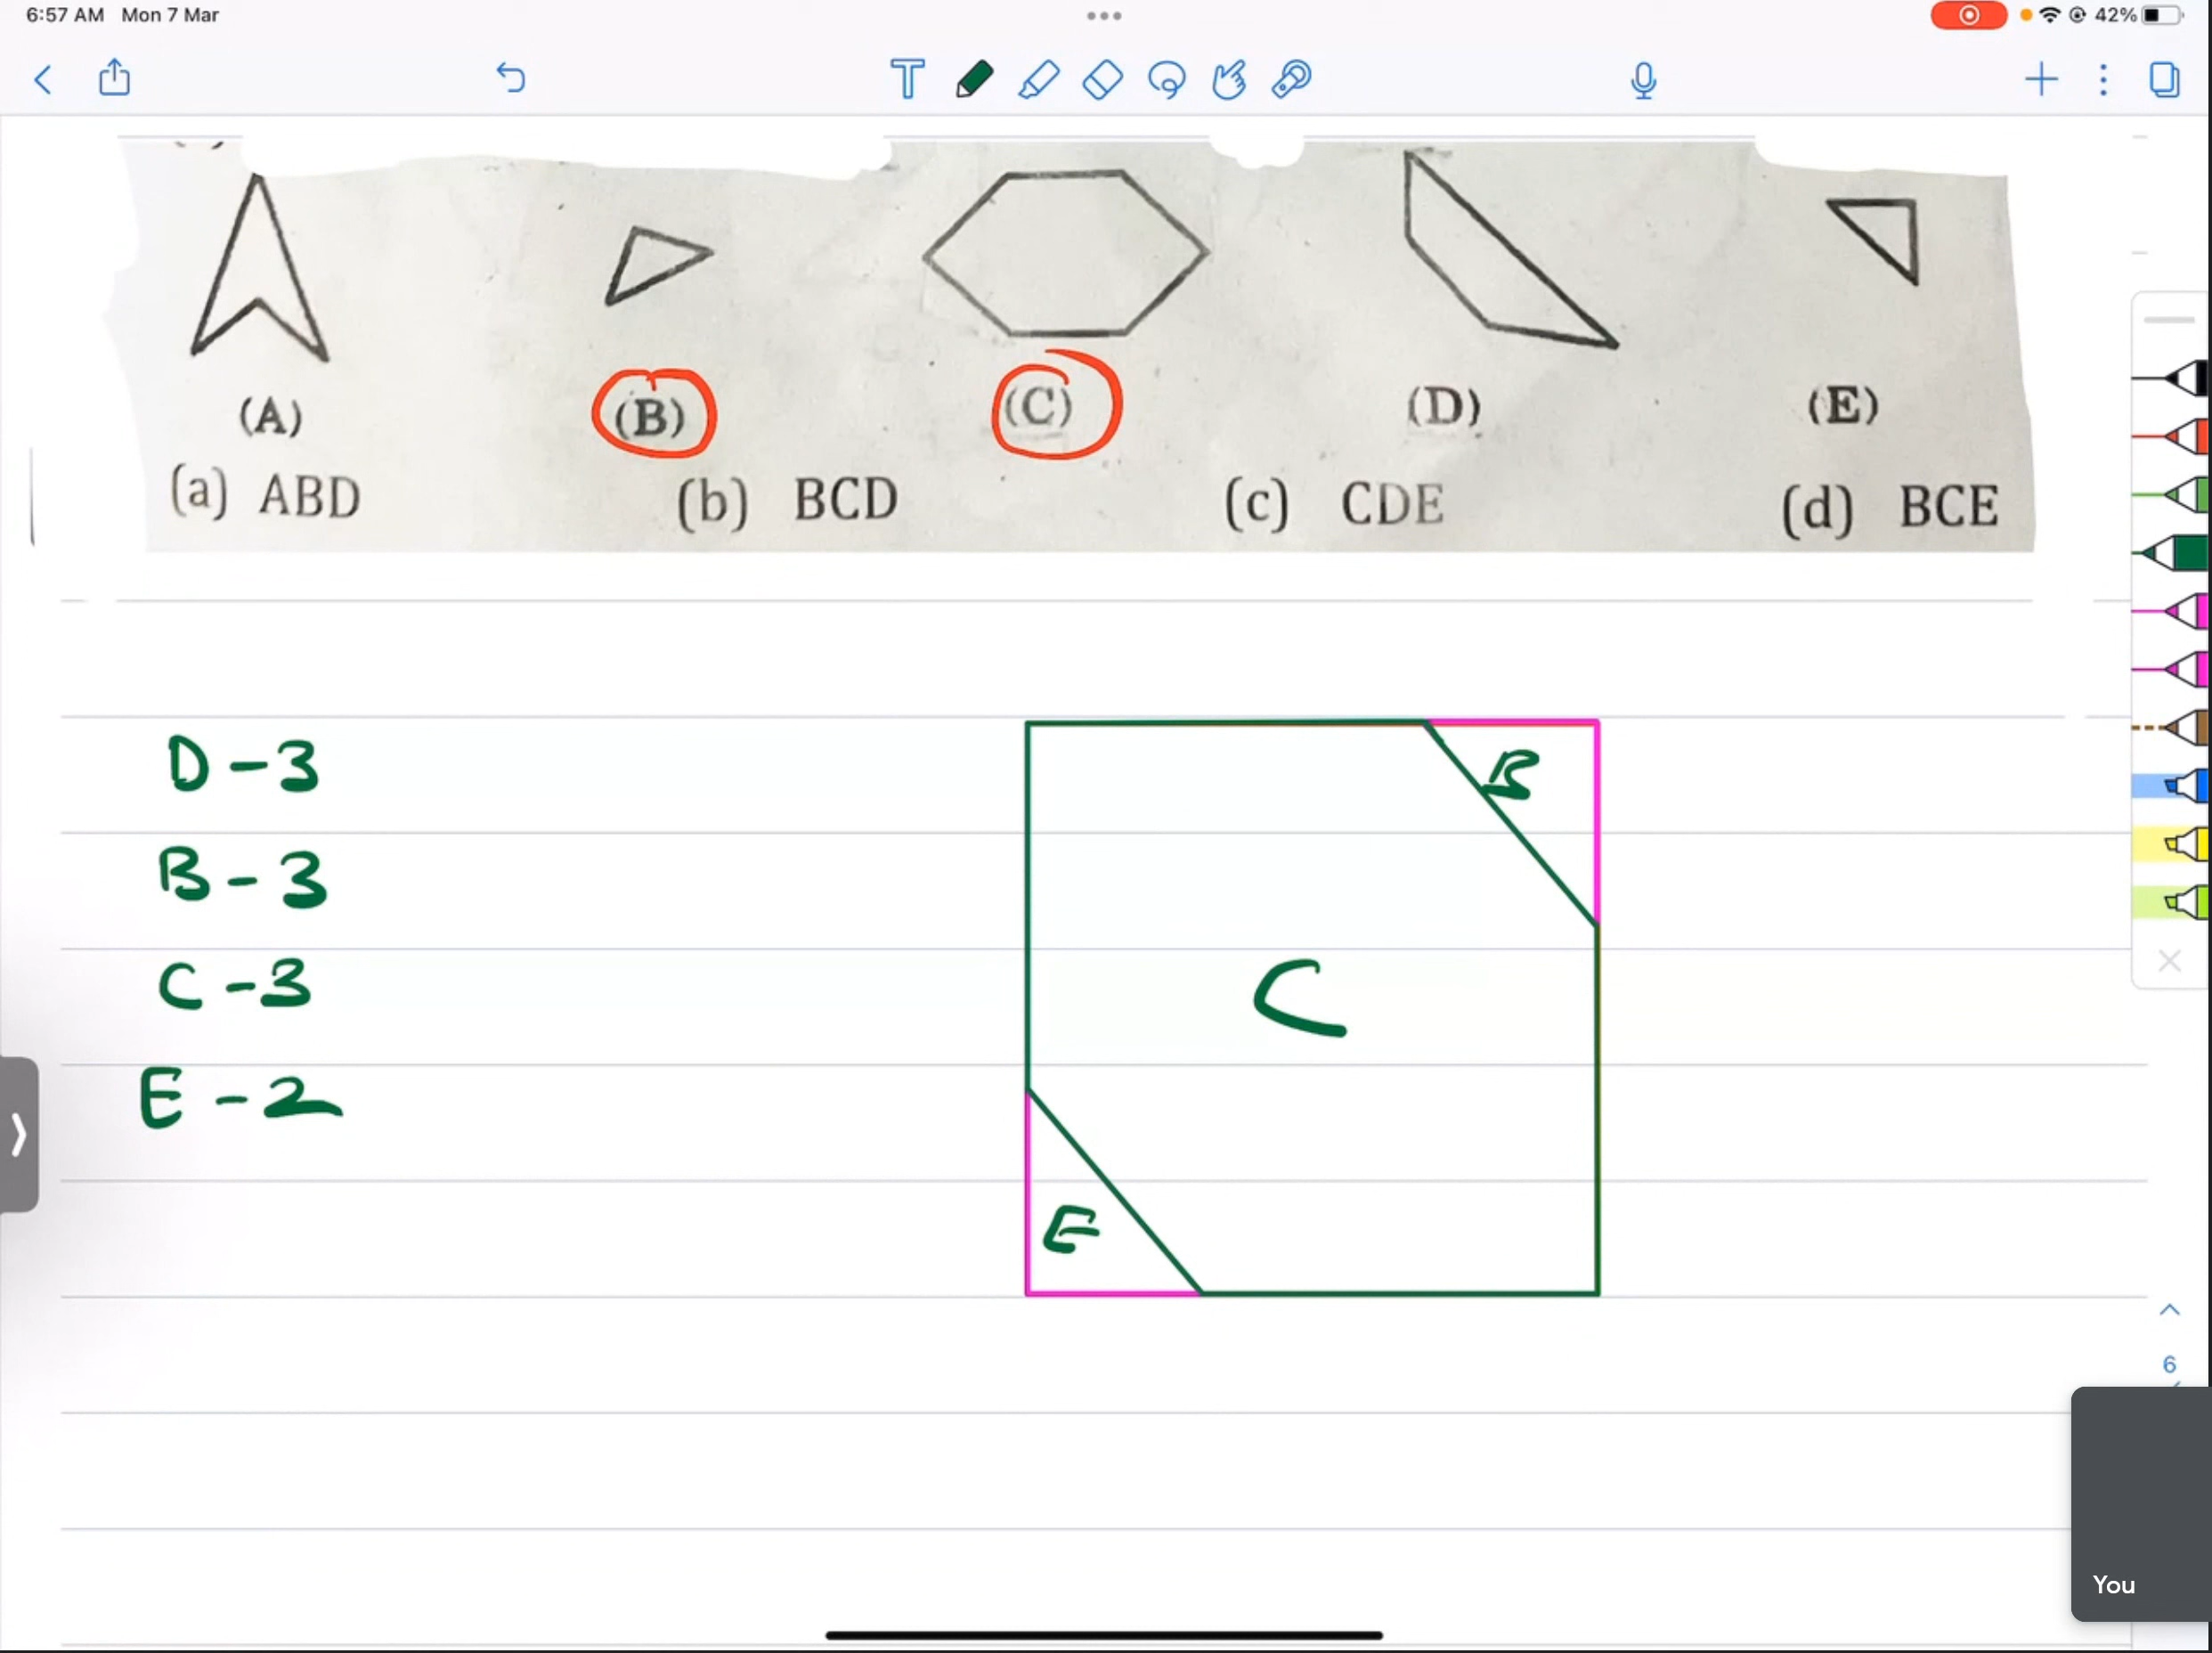 6:57 AM Mon 7 Mar
42%
T
(A)
(B)
(C)
(D)
(E)
(a) ABD
(b) BCD
(c) CDE
(d) BCE
D - 3
B - 3
C - 3
E - 2
B
C
E
6
You